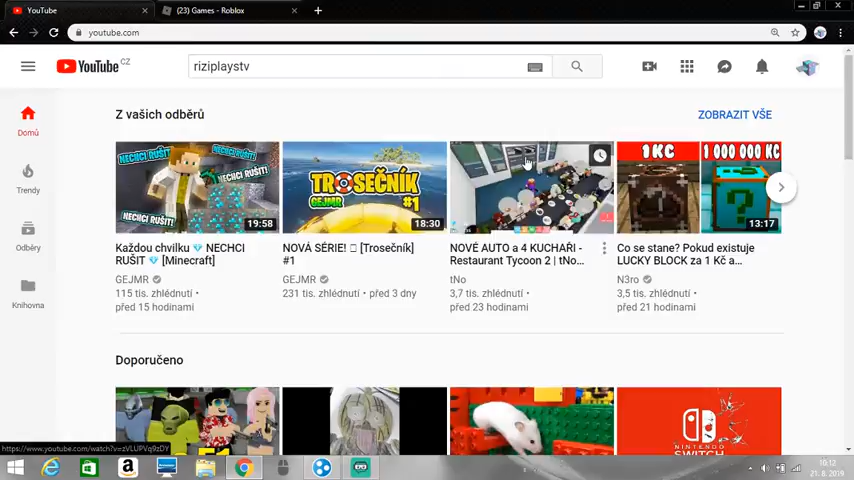 YouTube
(23) Games - Roblox
youtube.com
YouTube CZ
riziplaystv
Domů
Trendy
Odběry
Knihovna
Z vašich odběrů
ZOBRAZIT VŠE
NECHCI RUŠIT!
NECHCI RUŠIT!
NECHCI RUŠIT!
NECHCI RUŠIT!
19:58
TROSEČNÍK
GEJMR
#1
18:30
1KC
1 000 000 KC
13:17
Každou chvilku 💎 NECHCI
RUŠIT 💎 [Minecraft]
GEJMR
115 tis. zhlédnutí •
před 15 hodinami
NOVÁ SÉRIE! [Trosečník]
#1
GEJMR
231 tis. zhlédnutí • před 3 dny
NOVÉ AUTO a 4 KUCHAŘI -
Restaurant Tycoon 2 | tNo...
tNo
3,7 tis. zhlédnutí •
před 23 hodinami
Co se stane? Pokud existuje
LUCKY BLOCK za 1 Kč a...
N3ro
3,5 tis. zhlédnutí •
před 21 hodinami
Doporučeno
NINTENDO
SWITCH
https://www.youtube.com/watch?v=zVLUPVq9zDY
10:12
21. 8. 2019